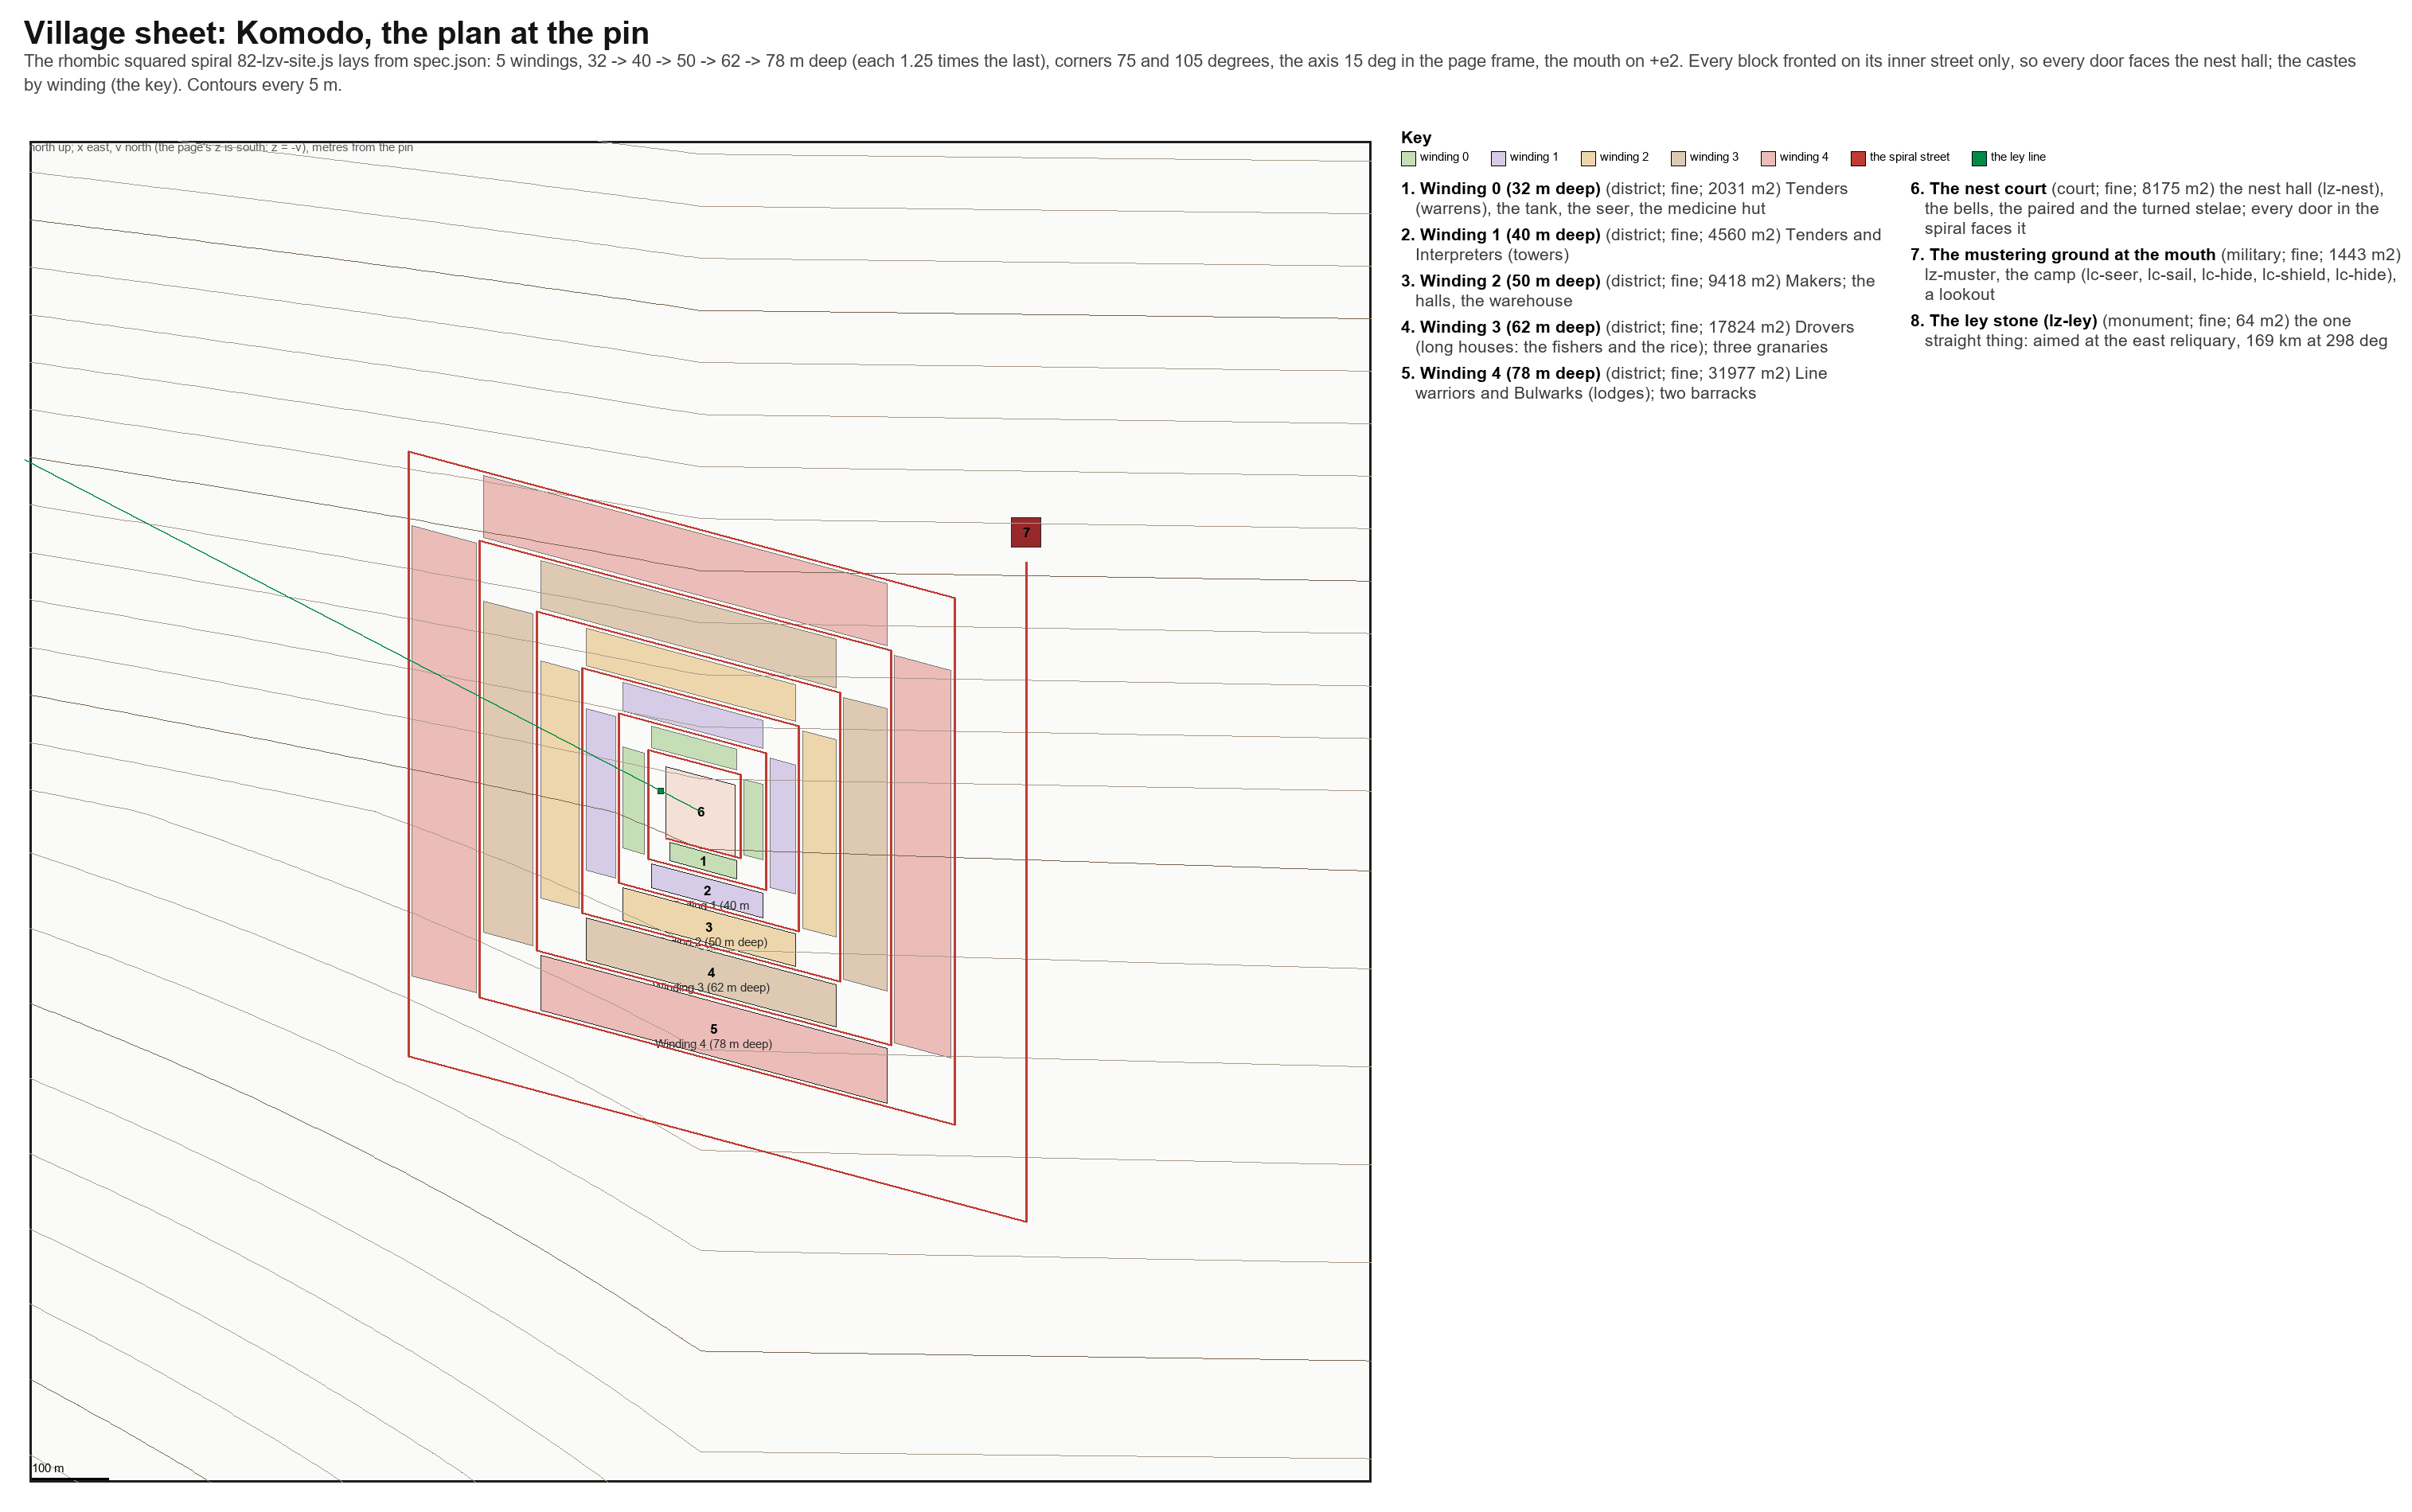 Village sheet: Komodo, the plan at the pin
The rhombic squared spiral 82-lzv-site.js lays from spec.json: 5 windings, 32 -> 40 -> 50 -> 62 -> 78 m deep (each 1.25 times the last), corners 75 and 105 degrees, the axis 15 deg in the page frame, the mouth on +e2. Every block fronted on its inner street only, so every door faces the nest hall; the castes
by winding (the key). Contours every 5 m.
north up; x east, v north (the page's z is south; z = -v), metres from the pin
Key
winding 0 winding 1 winding 2 winding 3 winding 4 the spiral street the ley line
1. Winding 0 (32 m deep) (district; fine; 2031 m2) Tenders
(warrens), the tank, the seer, the medicine hut
2. Winding 1 (40 m deep) (district; fine; 4560 m2) Tenders and
Interpreters (towers)
3. Winding 2 (50 m deep) (district; fine; 9418 m2) Makers; the
halls, the warehouse
4. Winding 3 (62 m deep) (district; fine; 17824 m2) Drovers
(long houses: the fishers and the rice); three granaries
5. Winding 4 (78 m deep) (district; fine; 31977 m2) Line
warriors and Bulwarks (lodges); two barracks
6. The nest court (court; fine; 8175 m2) the nest hall (lz-nest),
the bells, the paired and the turned stelae; every door in the
spiral faces it
7. The mustering ground at the mouth (military; fine; 1443 m2)
lz-muster, the camp (lc-seer, lc-sail, lc-hide, lc-shield, lc-hide),
a lookout
8. The ley stone (lz-ley) (monument; fine; 64 m2) the one
straight thing: aimed at the east reliquary, 169 km at 298 deg
7
6
1
2
1 (40 m
3
2 (50 m deep)
4
Winding 3 (62 m deep)
5
Winding 4 (78 m deep)
100 m